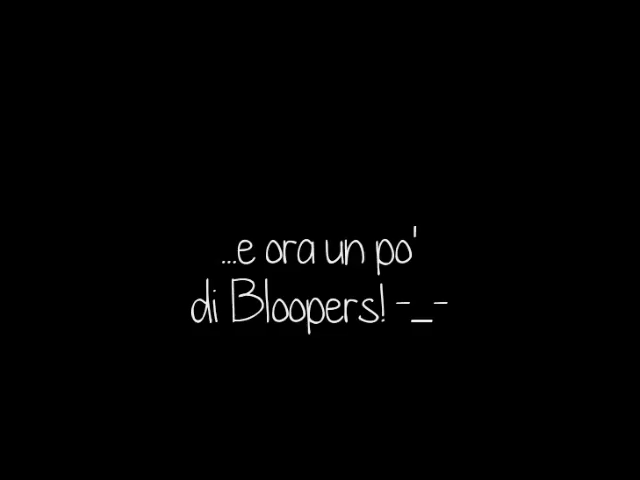 ...e ora un po'
di Bloopers! -_-